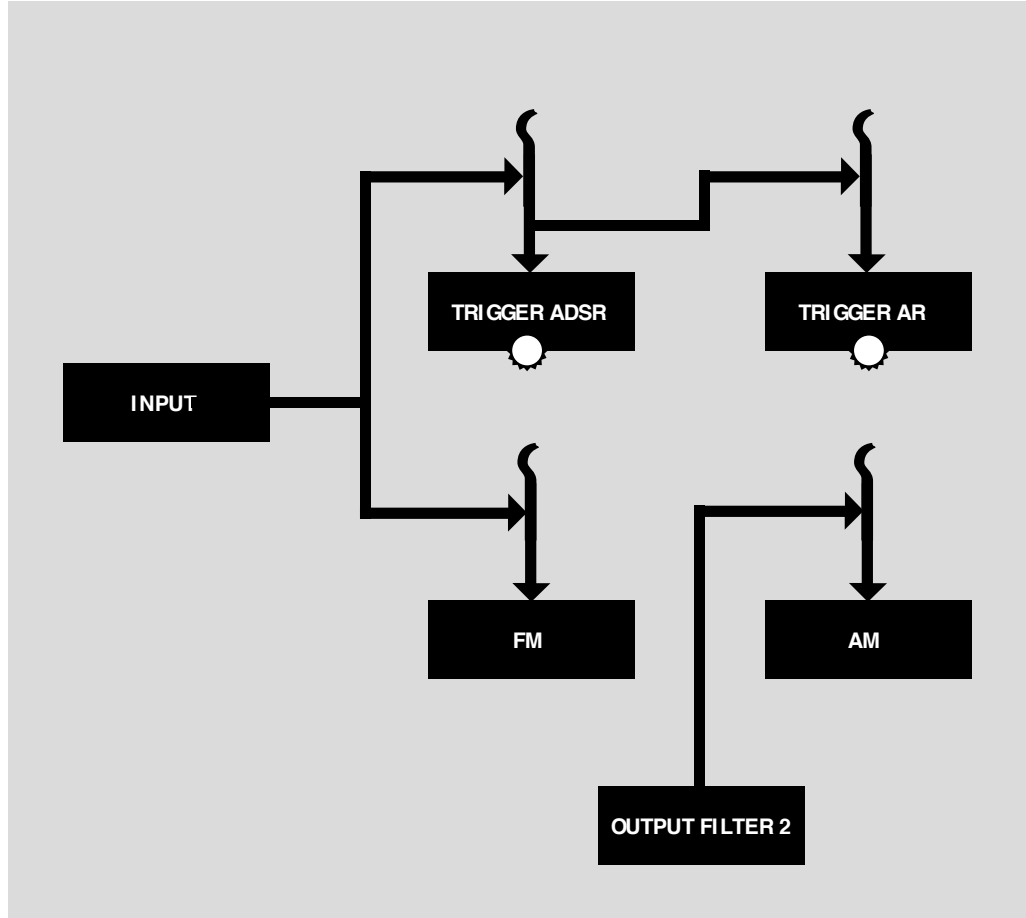 TRIGGER ADSR
TRIGGER AR
INPUT
FM
AM
OUTPUT FILTER 2